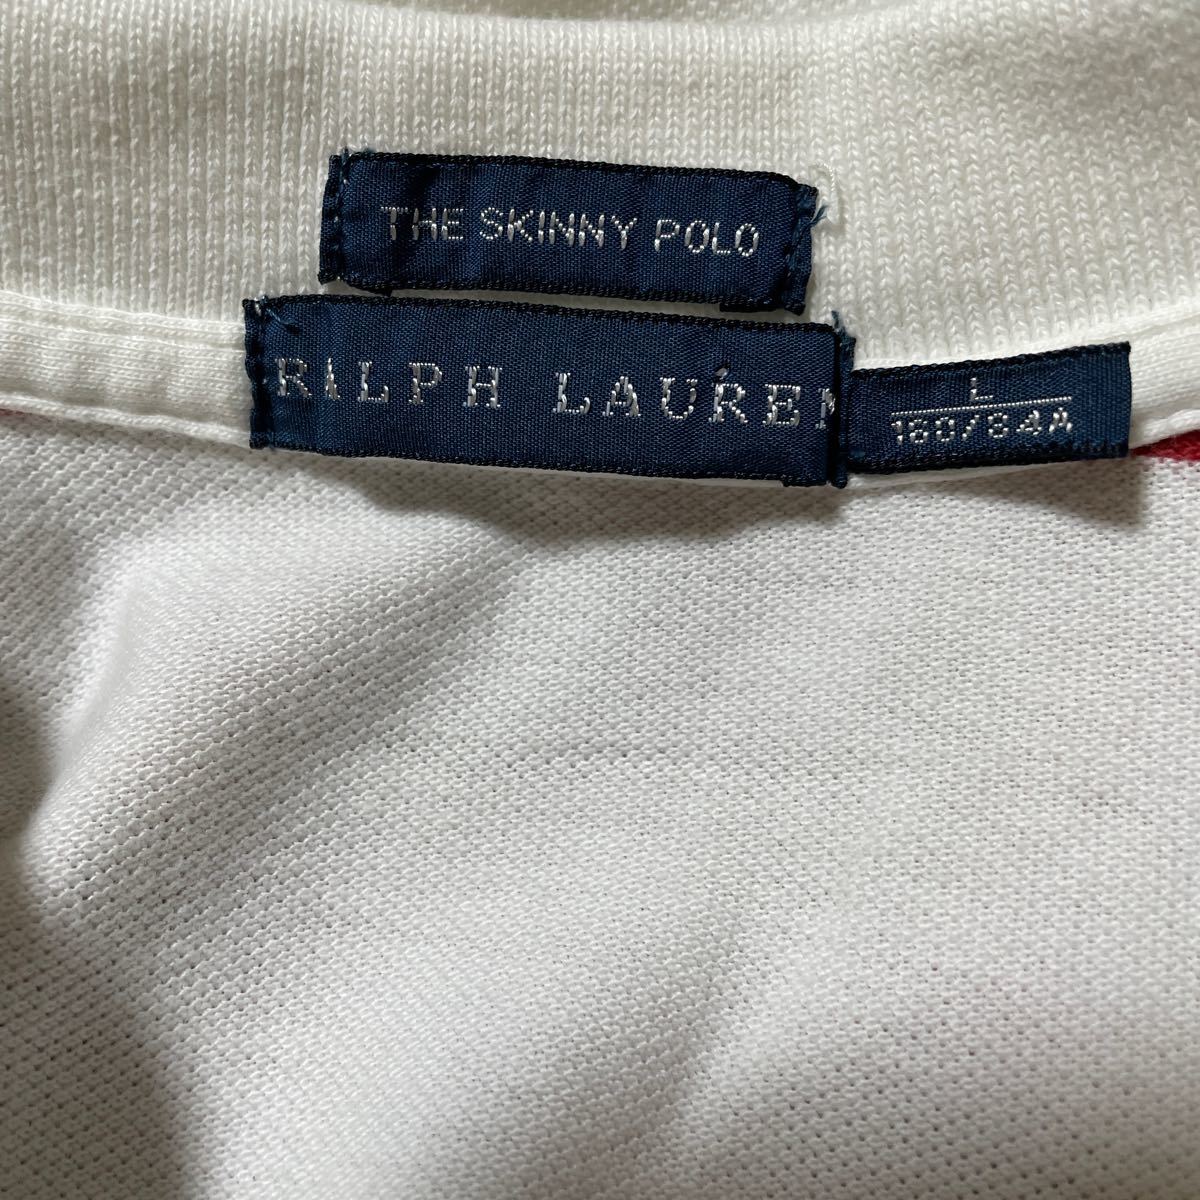 THE SKINNY POLO
RALPH LAUREN
L
160/84A